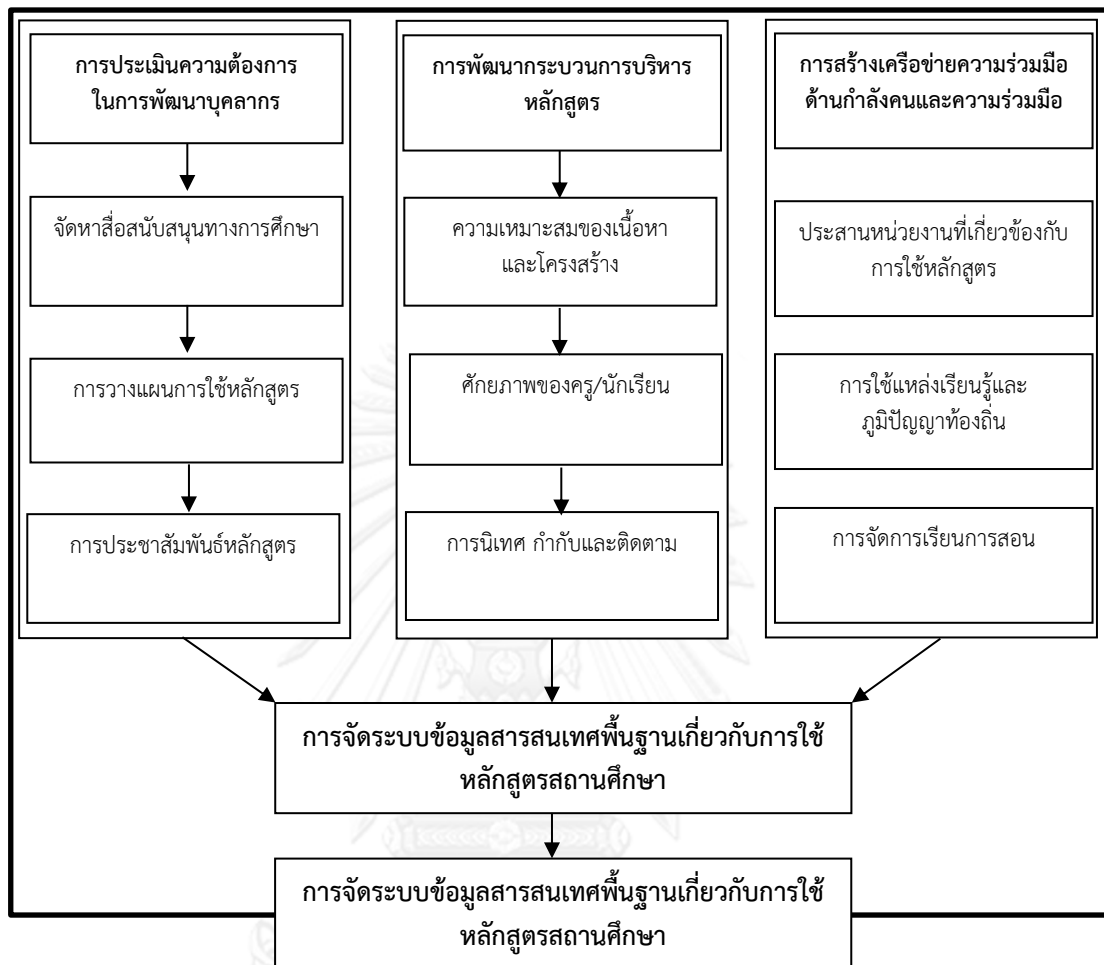 การประเมินความต้องการ
ในการพัฒนาบุคลากร
จัดหาสื่อสนับสนุนทางการศึกษา
การวางแผนการใช้หลักสูตร
การประชาสัมพันธ์หลักสูตร
การพัฒนากระบวนการบริหาร
หลักสูตร
ความเหมาะสมของเนื้อหา
และโครงสร้าง
ศักยภาพของครู/นักเรียน
การนิเทศ กำกับและติดตาม
การสร้างเครือข่ายความร่วมมือ
ด้านกำลังคนและความร่วมมือ
ประสานหน่วยงานที่เกี่ยวข้องกับ
การใช้หลักสูตร
การใช้แหล่งเรียนรู้และ
ภูมิปัญญาท้องถิ่น
การจัดการเรียนการสอน
การจัดระบบข้อมูลสารสนเทศพื้นฐานเกี่ยวกับการใช้
หลักสูตรสถานศึกษา
การจัดระบบข้อมูลสารสนเทศพื้นฐานเกี่ยวกับการใช้
หลักสูตรสถานศึกษา